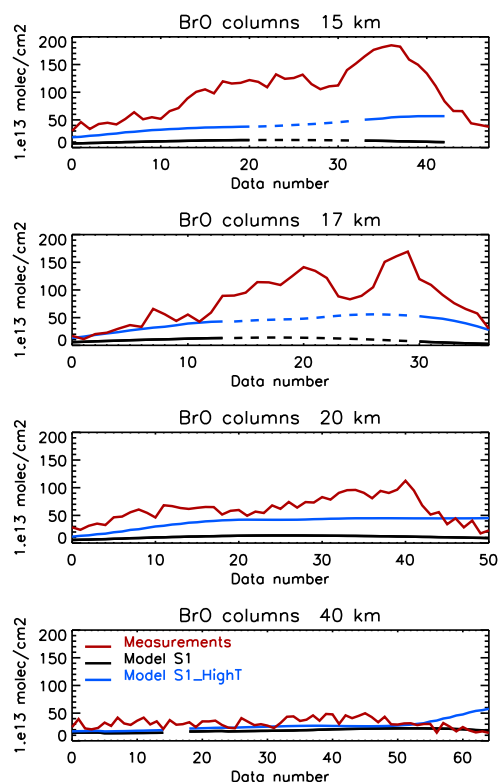 BrO columns 15 km
1.e13 molec/cm2
200
150
100
50
0
0 10 20 30 40
Data number
BrO columns 17 km
1.e13 molec/cm2
200
150
100
50
0
0 10 20 30
Data number
BrO columns 20 km
1.e13 molec/cm2
200
150
100
50
0
0 10 20 30 40 50
Data number
BrO columns 40 km
1.e13 molec/cm2
200
150
100
50
0
Measurements
Model S1
Model S1_HighT
0 10 20 30 40 50 60
Data number